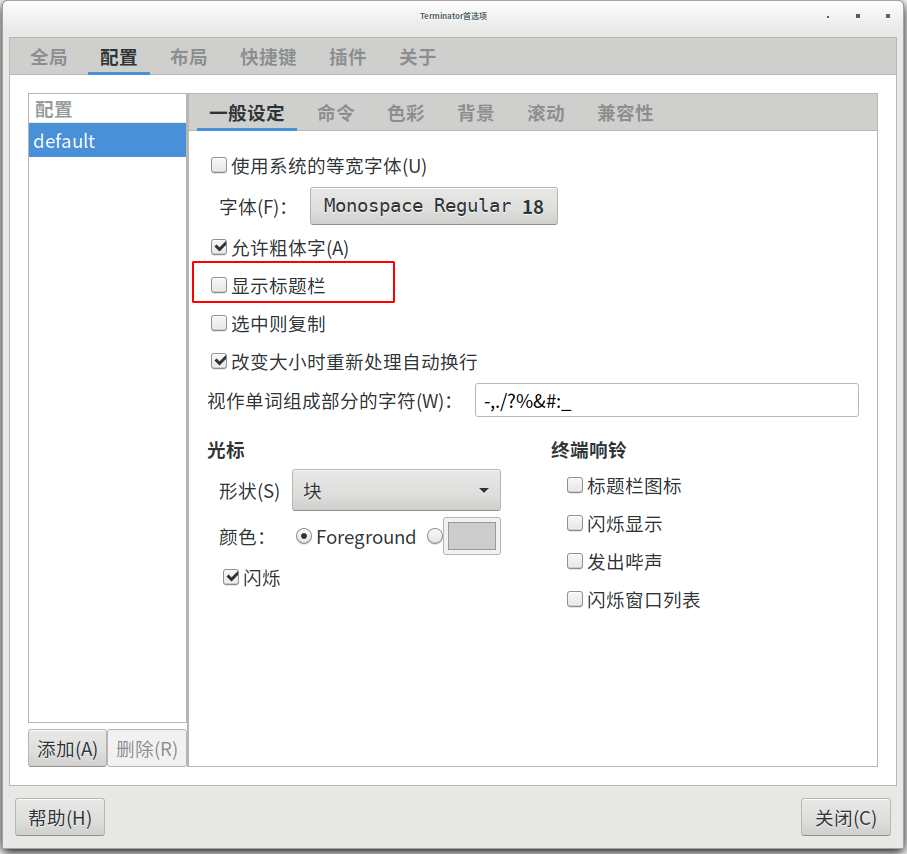 Terminator首选项
全局 配置 布局 快捷键 插件 关于
配置
default
一般设定 命令 色彩 背景 滚动 兼容性
使用系统的等宽字体(U)
字体(F)： Monospace Regular 18
允许粗体字(A)
显示标题栏
选中则复制
改变大小时重新处理自动换行
视作单词组成部分的字符(W)： -,./?%&#:_
光标
形状(S) 块
颜色： Foreground
闪烁
终端响铃
标题栏图标
闪烁显示
发出哔声
闪烁窗口列表
添加(A) 删除(R)
帮助(H) 关闭(C)